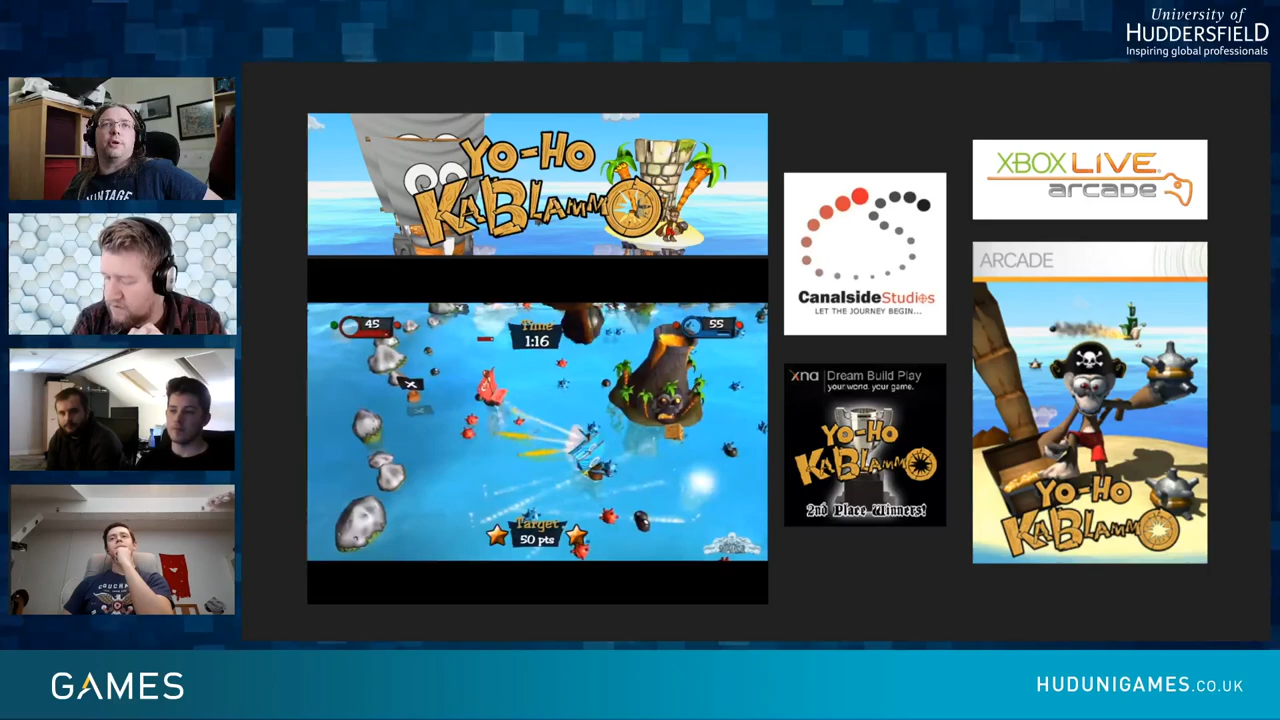 University of
HUDDERSFIELD
Inspiring global professionals
VINTAGE
YO-HO
KABLAMMO
45
Time
1:16
55
Target
50 pts
CanalsideStudios
LET THE JOURNEY BEGIN...
xna Dream Build Play
your world. your game.
YO-HO
KABLAMMO
2nd Place Winners!
XBOX LIVE
arcade
ARCADE
YO-HO
KABLAMMO
GAMES
HUDUNIGAMES.CO.UK